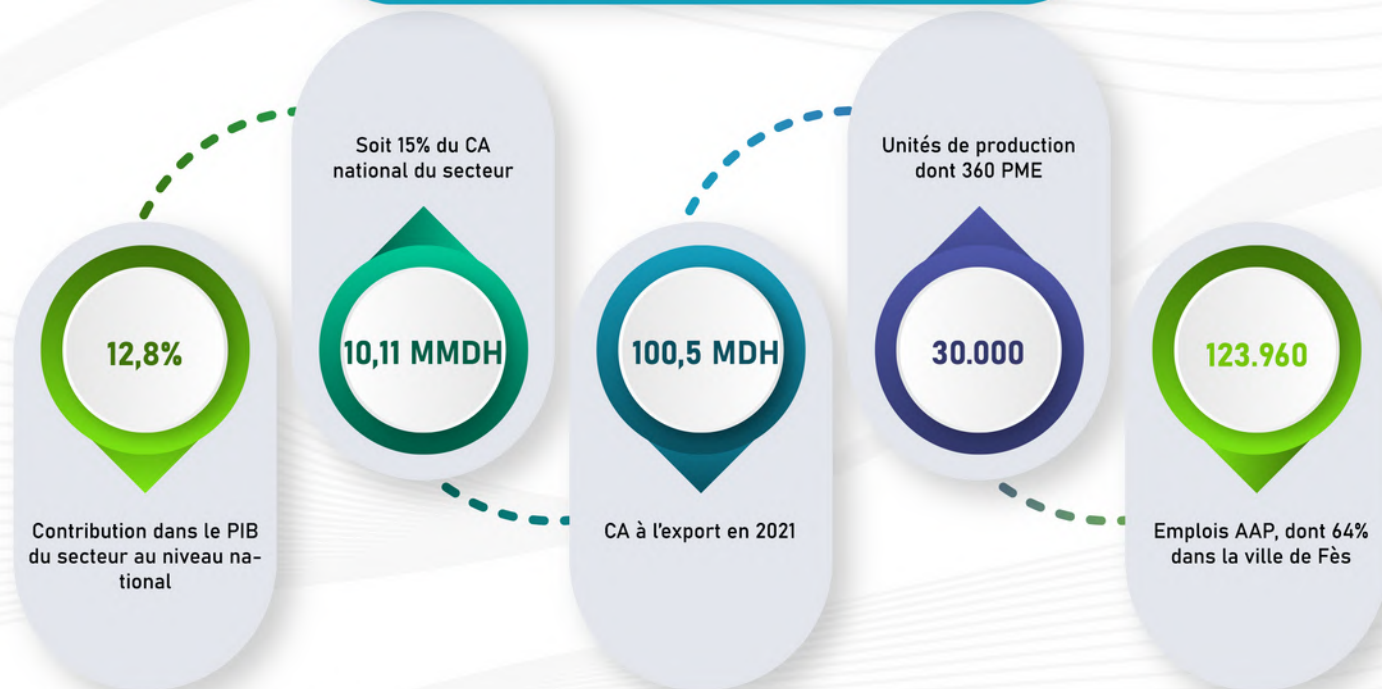 12,8%
Contribution dans le PIB
du secteur au niveau na-
tional
Soit 15% du CA
national du secteur
10,11 MMDH
100,5 MDH
CA à l'export en 2021
Unités de production
dont 360 PME
30.000
123.960
Emplois AAP, dont 64%
dans la ville de Fès